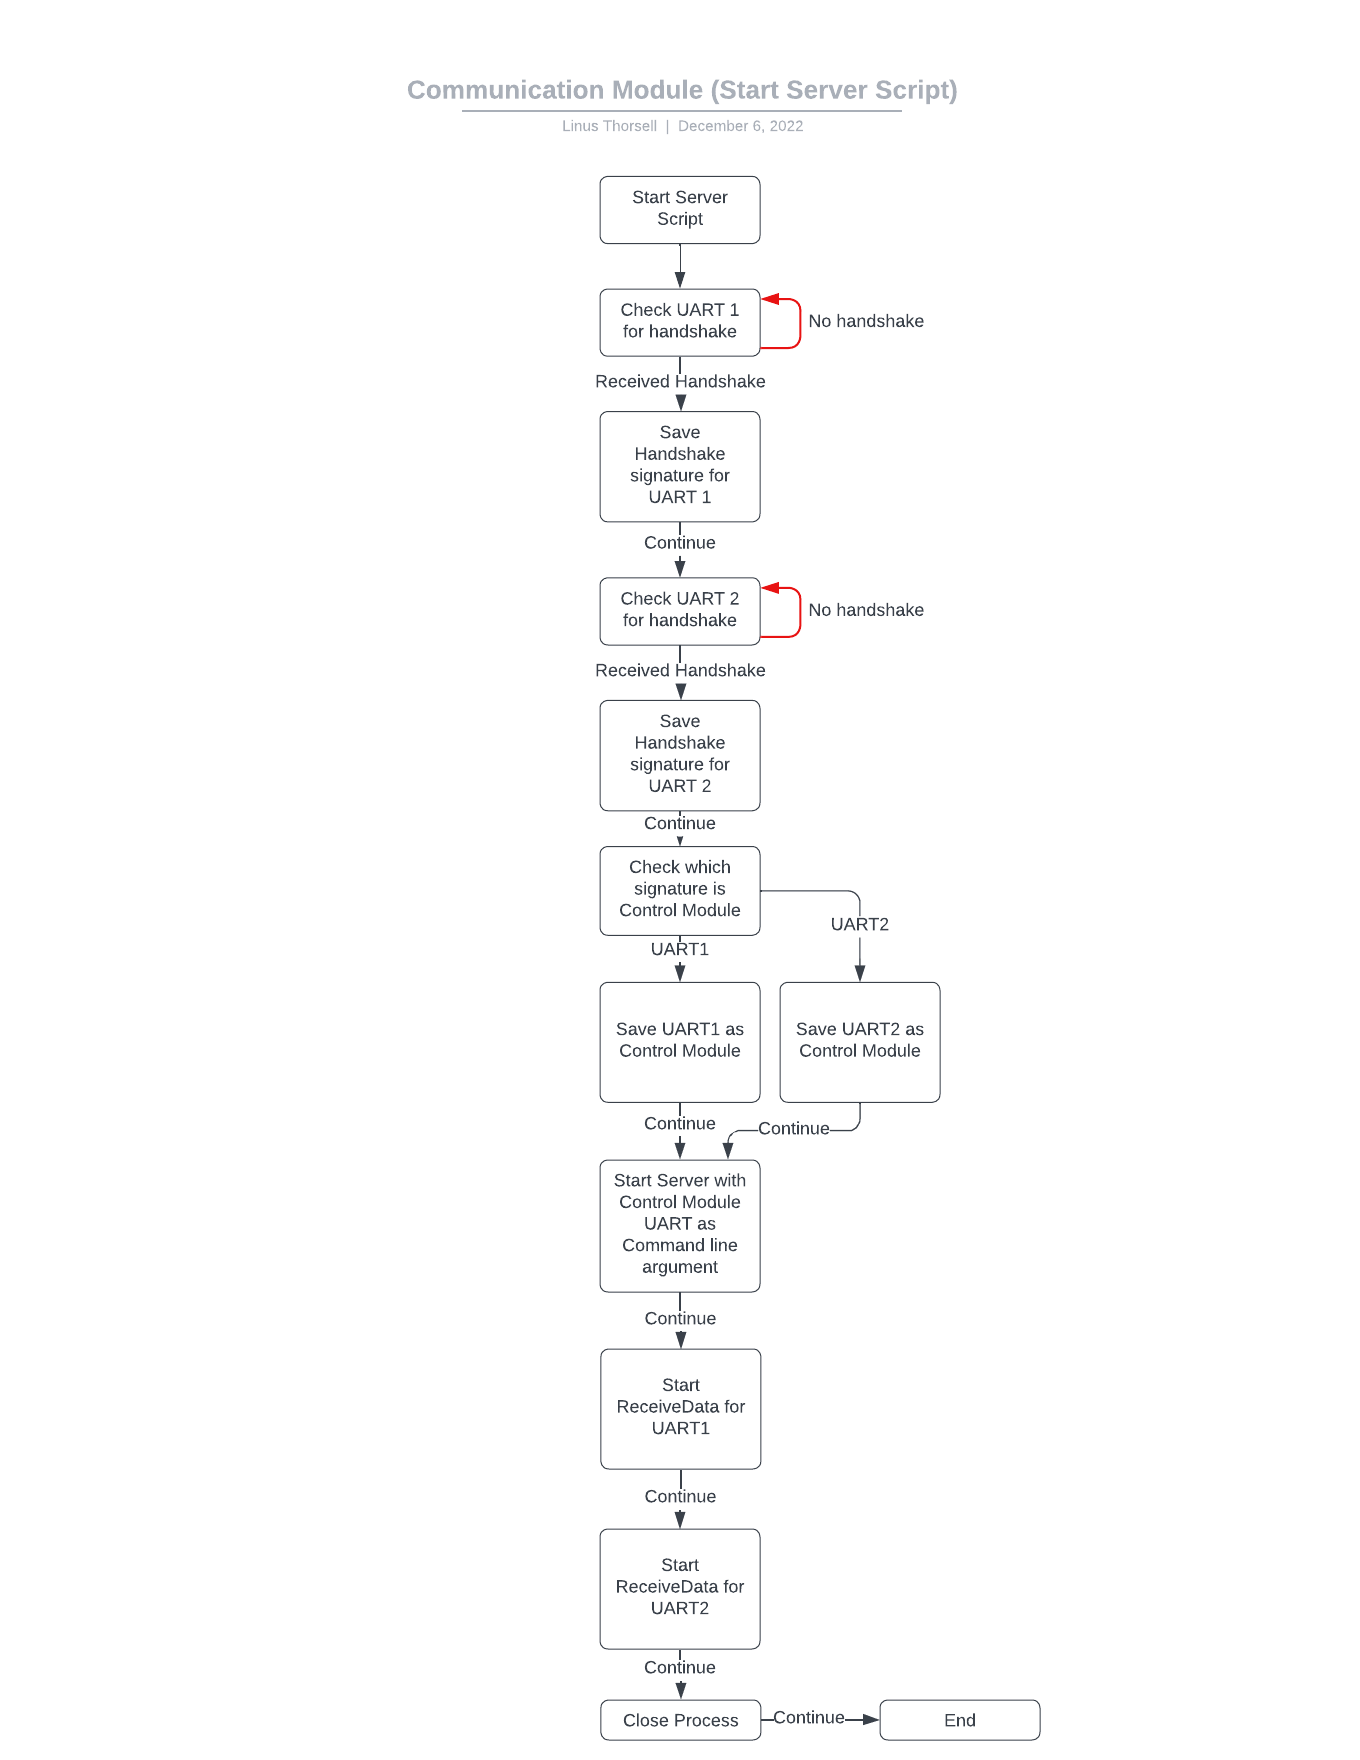 Communication Module (Start Server Script)
Linus Thorsell | December 6, 2022
Start Server
Script
Check UART 1
for handshake
No handshake
Received Handshake
Save
Handshake
signature for
UART 1
Continue
Check UART 2
for handshake
No handshake
Received Handshake
Save
Handshake
signature for
UART 2
Continue
Check which
signature is
Control Module
UART2
UART1
Save UART1 as
Control Module
Save UART2 as
Control Module
Continue
Continue
Start Server with
Control Module
UART as
Command line
argument
Continue
Start
ReceiveData for
UART1
Continue
Start
ReceiveData for
UART2
Continue
Close Process
Continue
End